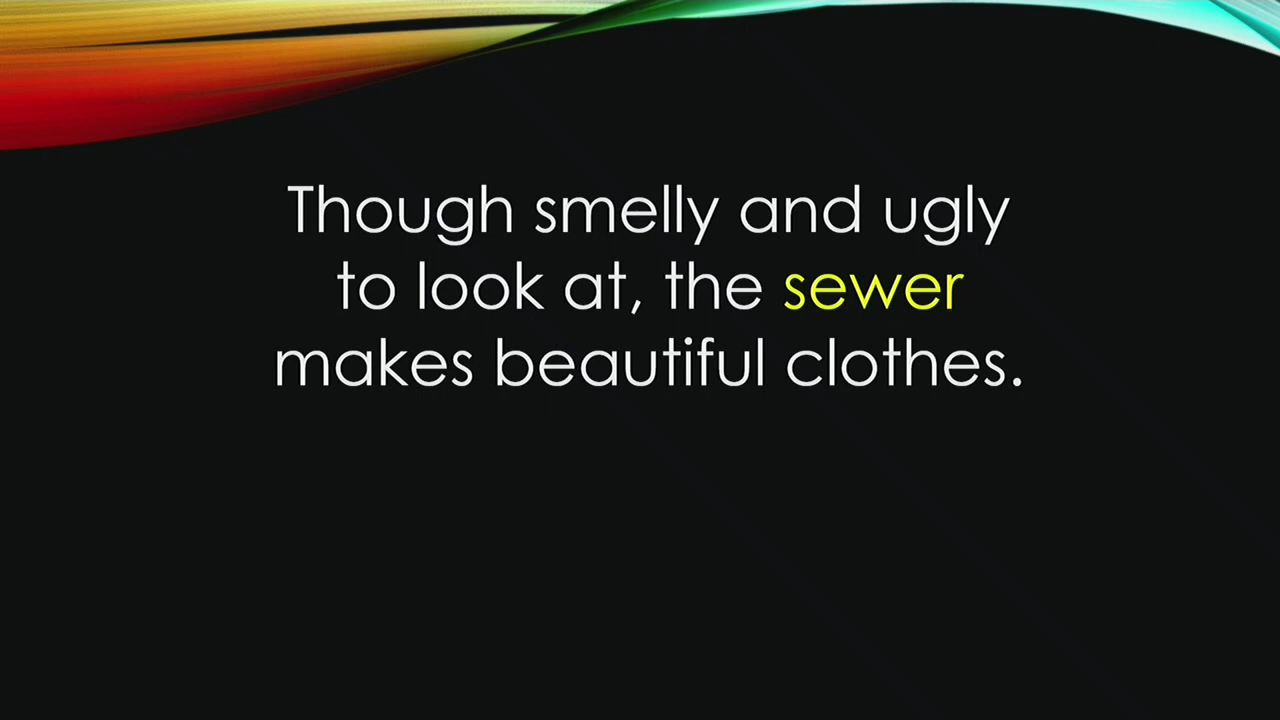 Though smelly and ugly
to look at, the sewer
makes beautiful clothes.